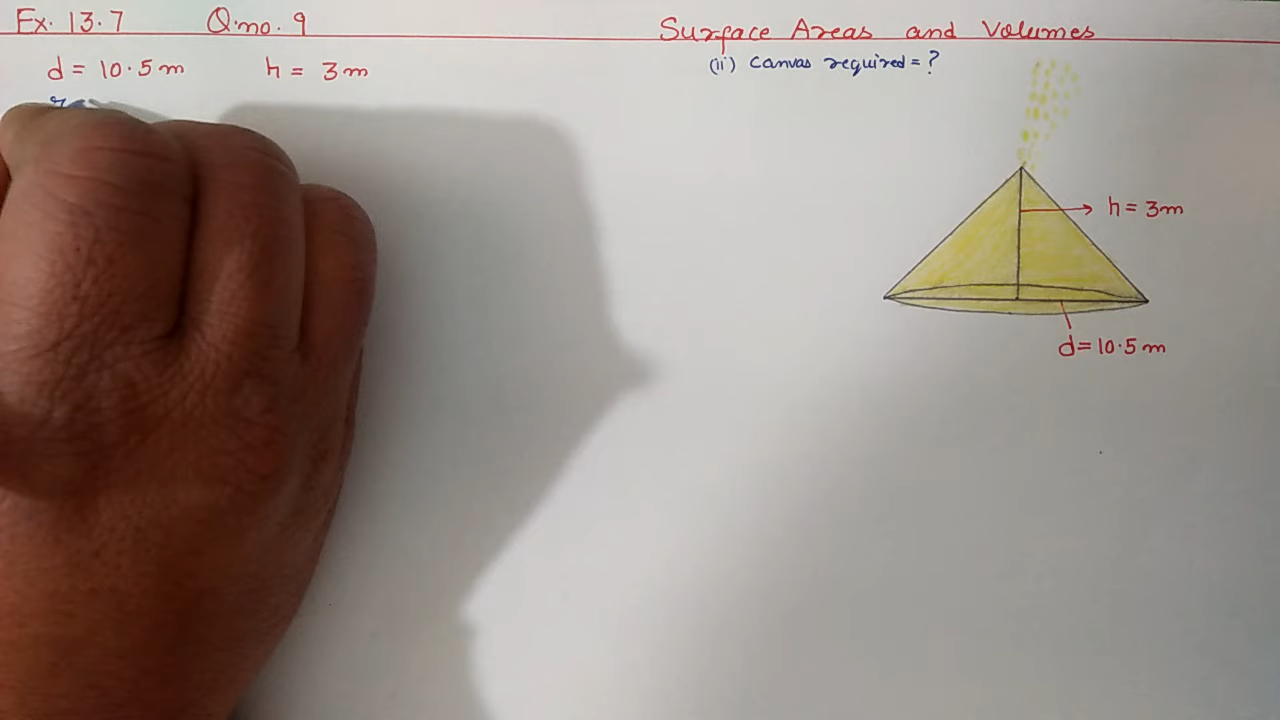 Ex. 13.7 Q.no. 9 Surface Areas and Volumes
d = 10.5 m h = 3 m (ii) Canvas required = ?
h = 3m
d = 10.5 m